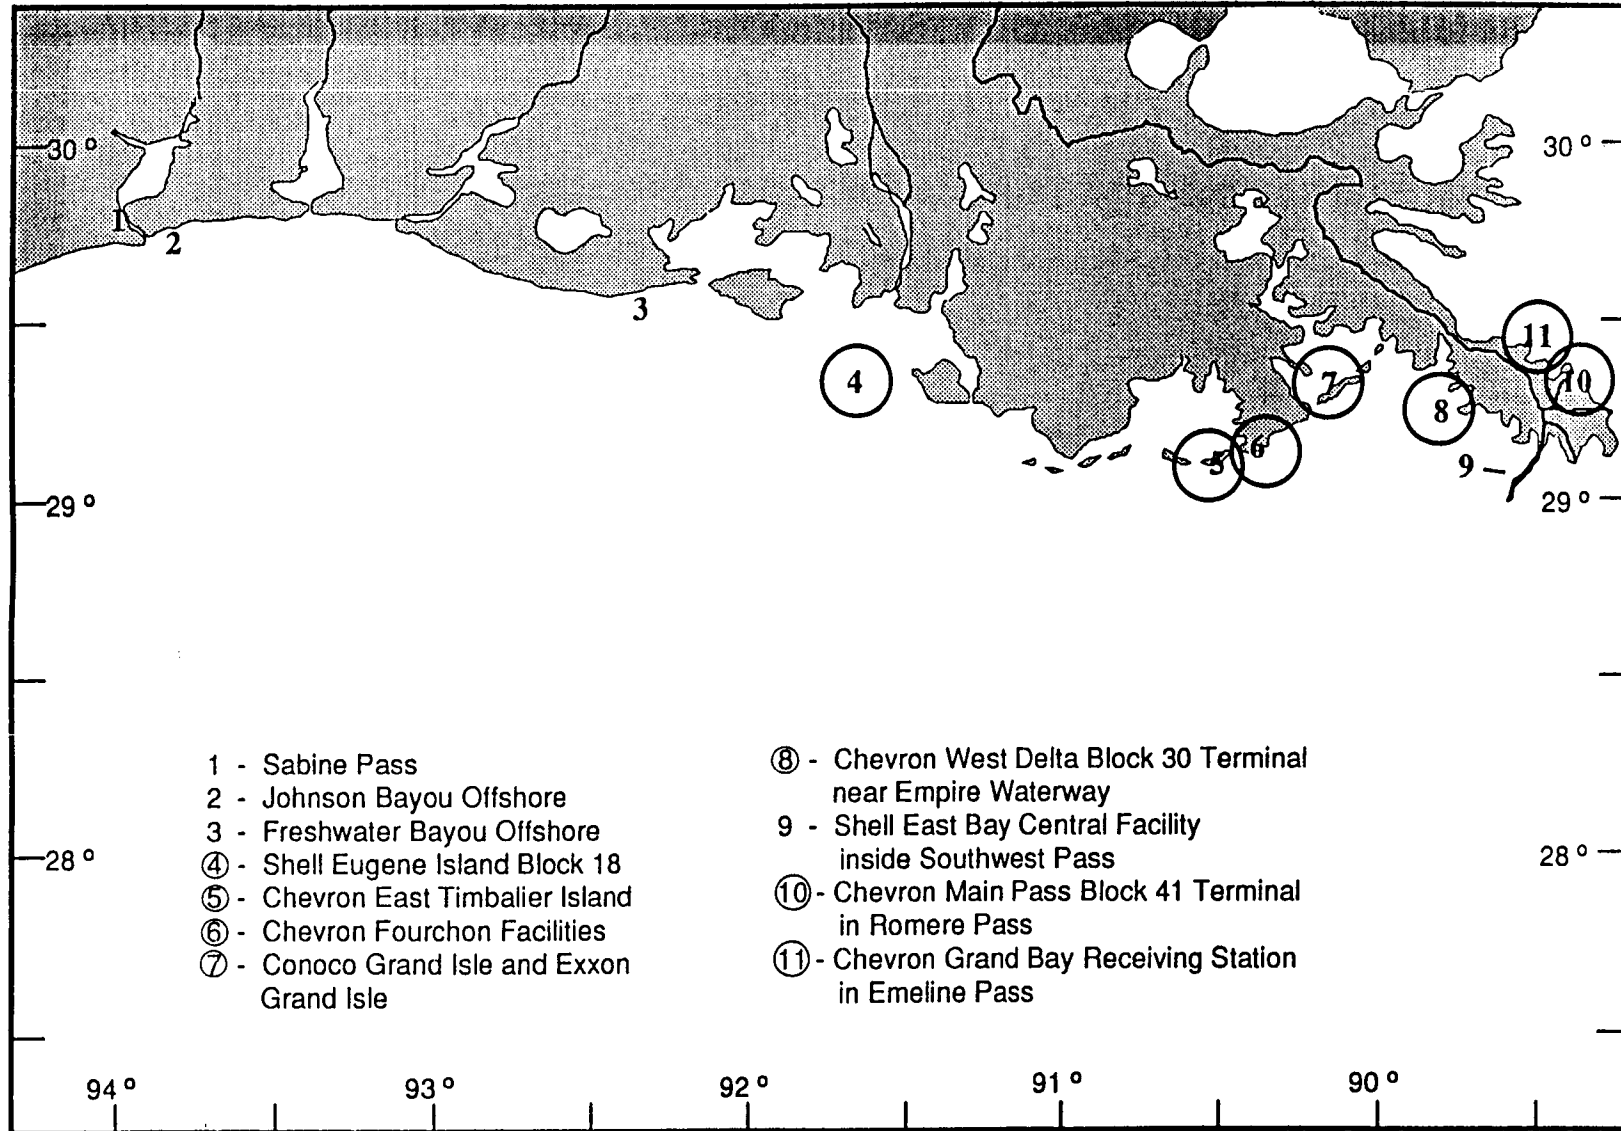 30 °
30 °
1
2
3
4
5
6
7
8
9
10
11
29 °
29 °
28 °
28 °
1 - Sabine Pass
2 - Johnson Bayou Offshore
3 - Freshwater Bayou Offshore
④ - Shell Eugene Island Block 18
⑤ - Chevron East Timbalier Island
⑥ - Chevron Fourchon Facilities
⑦ - Conoco Grand Isle and Exxon
Grand Isle
⑧ - Chevron West Delta Block 30 Terminal
near Empire Waterway
9 - Shell East Bay Central Facility
inside Southwest Pass
⑩ - Chevron Main Pass Block 41 Terminal
in Romere Pass
⑪ - Chevron Grand Bay Receiving Station
in Emeline Pass
94 ° 93 ° 92 ° 91 ° 90 °